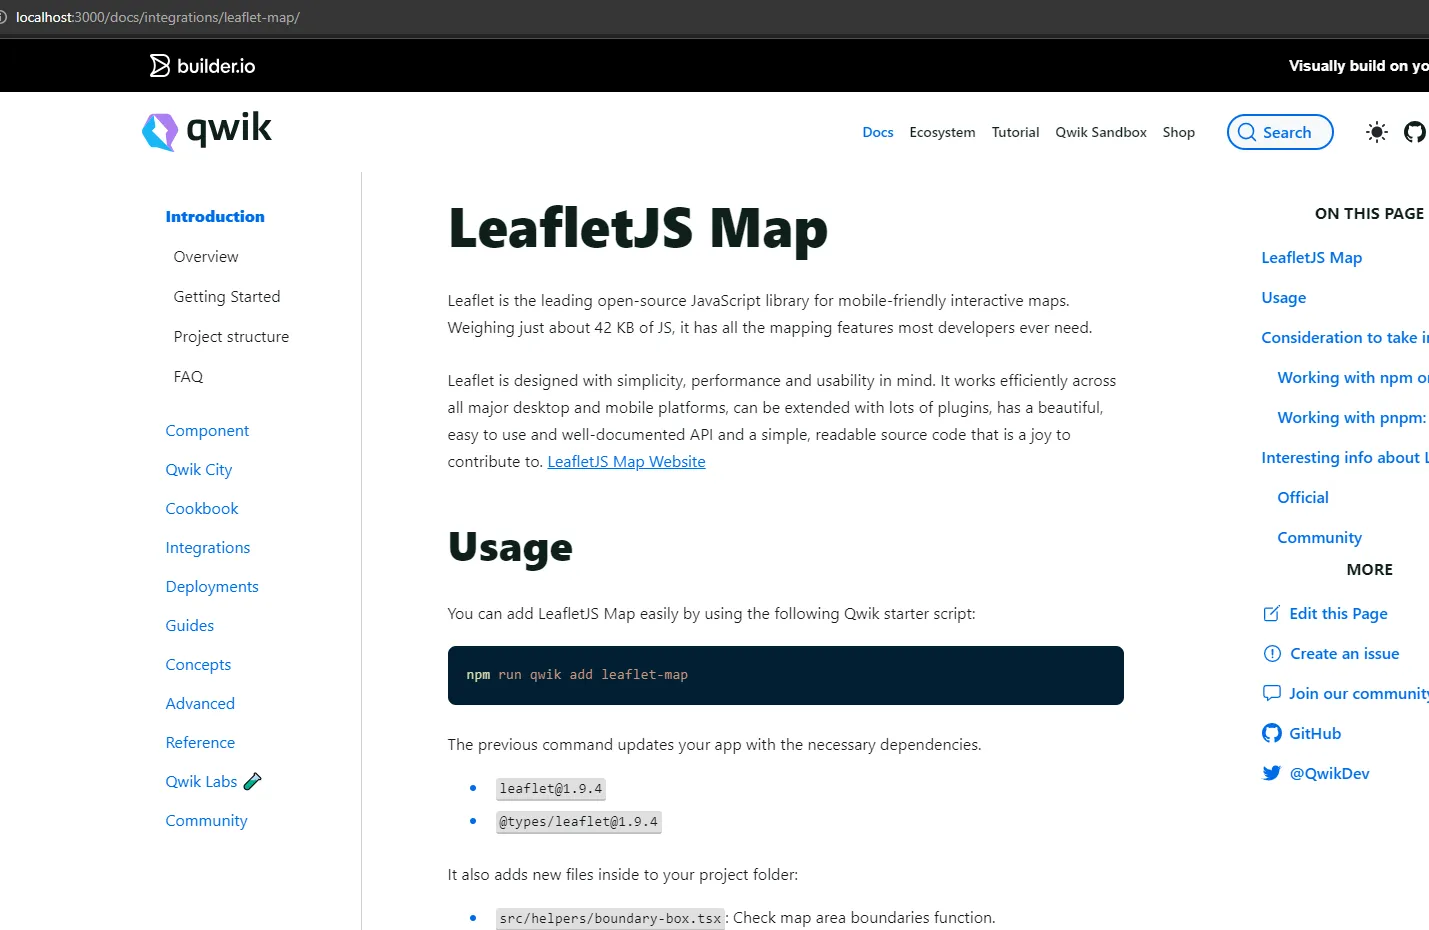 localhost:3000/docs/integrations/leaflet-map/
builder.io
Visually build on yo
qwik
Docs Ecosystem Tutorial Qwik Sandbox Shop Search
Introduction
Overview
Getting Started
Project structure
FAQ
Component
Qwik City
Cookbook
Integrations
Deployments
Guides
Concepts
Advanced
Reference
Qwik Labs
Community
LeafletJS Map
Leaflet is the leading open-source JavaScript library for mobile-friendly interactive maps.
Weighing just about 42 KB of JS, it has all the mapping features most developers ever need.
Leaflet is designed with simplicity, performance and usability in mind. It works efficiently across
all major desktop and mobile platforms, can be extended with lots of plugins, has a beautiful,
easy to use and well-documented API and a simple, readable source code that is a joy to
contribute to. LeafletJS Map Website
Usage
You can add LeafletJS Map easily by using the following Qwik starter script:
npm run qwik add leaflet-map
The previous command updates your app with the necessary dependencies.
leaflet@1.9.4
@types/leaflet@1.9.4
It also adds new files inside to your project folder:
src/helpers/boundary-box.tsx: Check map area boundaries function.
ON THIS PAGE
LeafletJS Map
Usage
Consideration to take i
Working with npm o
Working with pnpm:
Interesting info about L
Official
Community
MORE
Edit this Page
Create an issue
Join our community
GitHub
@QwikDev